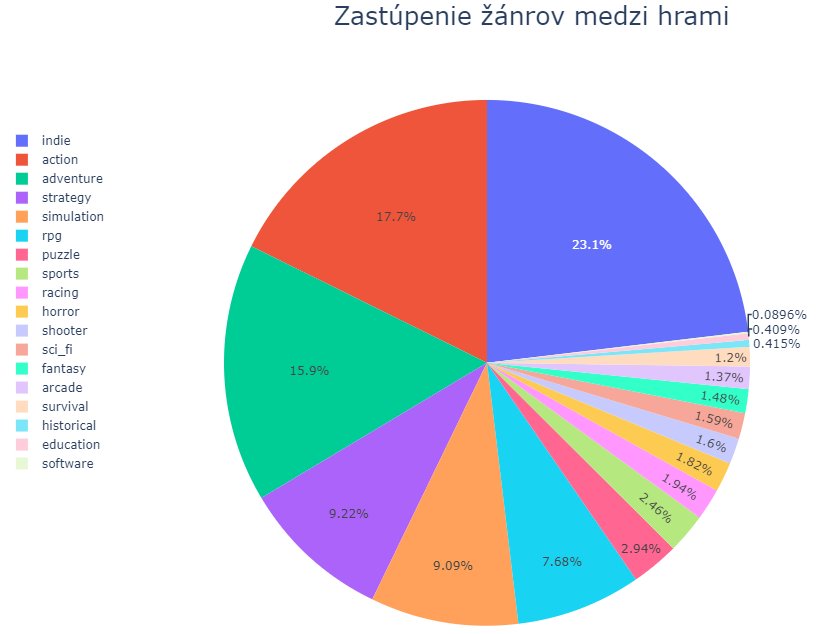 Zastúpenie žánrov medzi hrami
indie
action
adventure
strategy
simulation
rpg
puzzle
sports
racing
horror
shooter
sci_fi
fantasy
arcade
survival
historical
education
software
17.7%
23.1%
0.0896%
0.409%
0.415%
1.2%
15.9%
1.37%
1.48%
1.59%
1.6%
1.82%
1.94%
2.46%
9.22%
2.94%
7.68%
9.09%